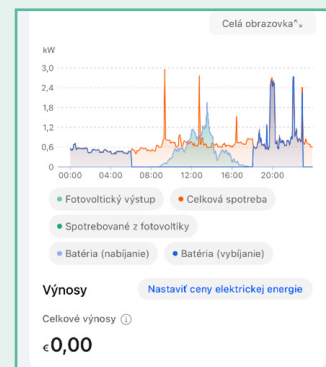 Celá obrazovka
kW
3,0
2,4
1,8
1,2
0,6
0
00:00 04:00 08:00 12:00 16:00 20:00
Fotovoltický výstup
Celková spotreba
Spotrebované z fotovoltiky
Batéria (nabíjanie)
Batéria (vybíjanie)
Výnosy
Nastaviť ceny elektrickej energie
Celkové výnosy
€0,00